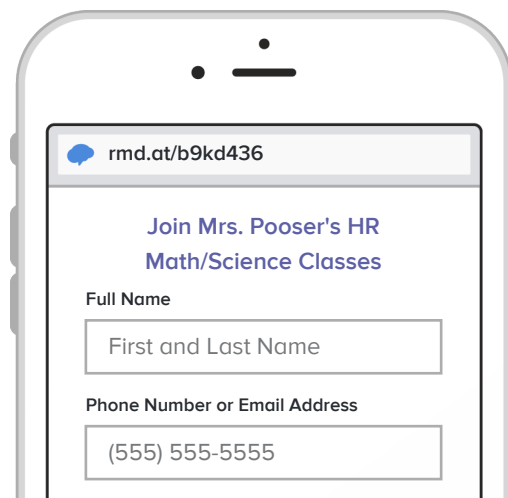 rmd.at/b9kd436
Join Mrs. Pooser's HR
Math/Science Classes
Full Name
First and Last Name
Phone Number or Email Address
(555) 555-5555